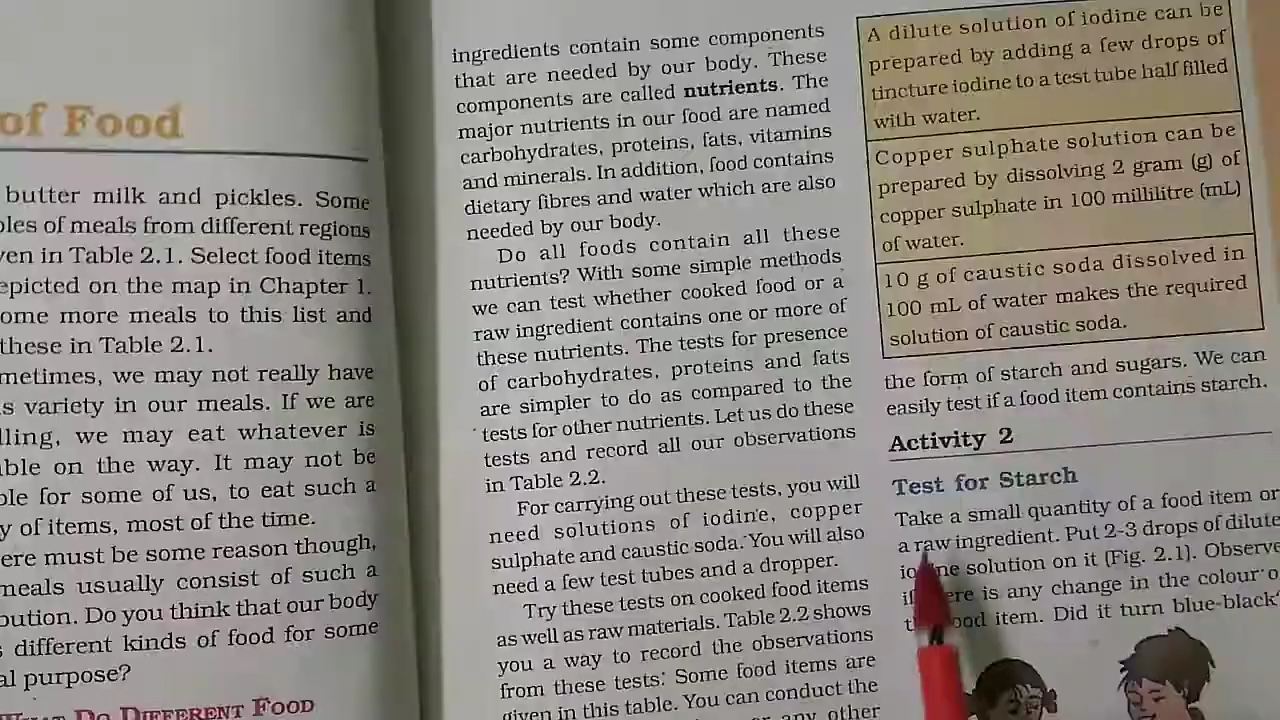 of Food
butter milk and pickles. Some
of meals from different regions
in Table 2.1. Select food items
on the map in Chapter 1.
more meals to this list and
these in Table 2.1.
we may not really have
variety in our meals. If we are
we may eat whatever is
on the way. It may not be
for some of us, to eat such a
of items, most of the time.
must be some reason though,
meals usually consist of such a
Do you think that our body
different kinds of food for some
purpose?
DO DIFFERENT FOOD
ingredients contain some components
that are needed by our body. These
components are called nutrients. The
major nutrients in our food are named
carbohydrates, proteins, fats, vitamins
and minerals. In addition, food contains
dietary fibres and water which are also
needed by our body.
Do all foods contain all these
nutrients? With some simple methods
we can test whether cooked food or a
raw ingredient contains one or more of
these nutrients. The tests for presence
of carbohydrates, proteins and fats
are simpler to do as compared to the
tests for other nutrients. Let us do these
tests and record all our observations
in Table 2.2.
For carrying out these tests, you will
need solutions of iodine, copper
sulphate and caustic soda. You will also
need a few test tubes and a dropper.
Try these tests on cooked food items
as well as raw materials. Table 2.2 shows
you a way to record the observations
from these tests. Some food items are
given in this table. You can conduct the
any other
A dilute solution of iodine can be
prepared by adding a few drops of
tincture iodine to a test tube half filled
with water.
Copper sulphate solution can be
prepared by dissolving 2 gram (g) of
copper sulphate in 100 millilitre (mL)
of water.
10 g of caustic soda dissolved in
100 mL of water makes the required
solution of caustic soda.
the form of starch and sugars. We can
easily test if a food item contains starch.
Activity 2
Test for Starch
Take a small quantity of a food item or
a raw ingredient. Put 2-3 drops of dilute
solution on it (Fig. 2.1). Observe
is any change in the colour
item. Did it turn blue-black